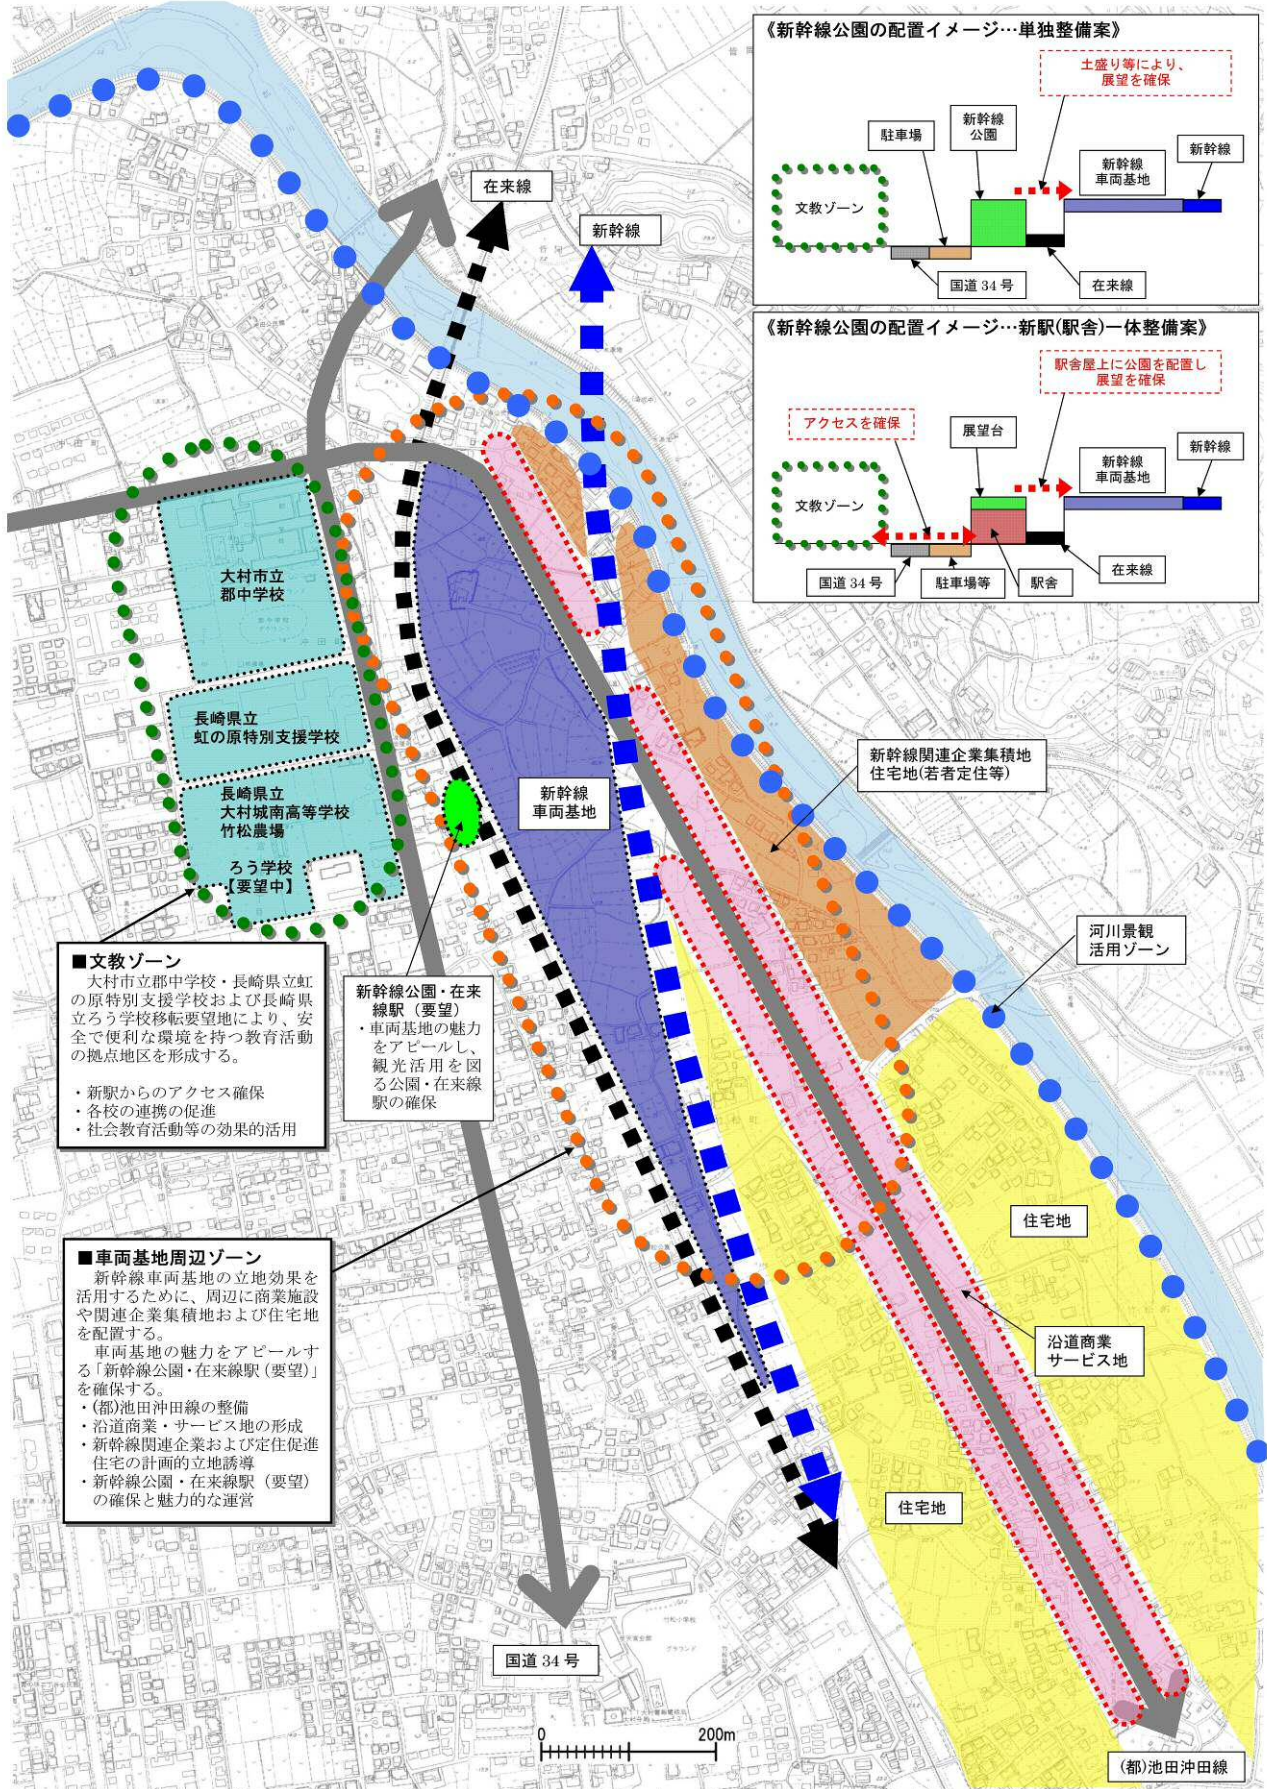 《新幹線公園の配置イメージ…単独整備案》
土盛り等により、
展望を確保
新幹線
公園
駐車場
新幹線
車両基地
新幹線
文教ゾーン
国道34号
在来線
《新幹線公園の配置イメージ…新駅(駅舎)一体整備案》
駅舎屋上に公園を配置し
展望を確保
アクセスを確保
展望台
新幹線
車両基地
新幹線
文教ゾーン
国道34号
駐車場等
駅舎
在来線
在来線
新幹線
大村市立
郡中学校
長崎県立
虹の原特別支援学校
長崎県立
大村城南高等学校
竹松農場
ろう学校
【要望中】
新幹線
車両基地
新幹線関連企業集積地
住宅地(若者定住等)
河川景観
活用ゾーン
■文教ゾーン
大村市立郡中学校・長崎県立虹
の原特別支援学校および長崎県
立ろう学校移転要望地により、安
全で便利な環境を持つ教育活動
の拠点地区を形成する。
・新駅からのアクセス確保
・各校の連携の促進
・社会教育活動等の効果的活用
新幹線公園・在来
線駅（要望）
・車両基地の魅力
をアピールし、
観光活用を図
る公園・在来線
駅の確保
■車両基地周辺ゾーン
新幹線車両基地の立地効果を
活用するために、周辺に商業施設
や関連企業集積地および住宅地
を配置する。
車両基地の魅力をアピールす
る「新幹線公園・在来線駅（要望）」
を確保する。
・(都)池田沖田線の整備
・沿道商業・サービス地の形成
・新幹線関連企業および定住促進
住宅の計画的立地誘導
・新幹線公園・在来線駅（要望）
の確保と魅力的な運営
住宅地
沿道商業
サービス地
住宅地
竹松小学校
グラウンド
国道34号
0 200m
(都)池田沖田線